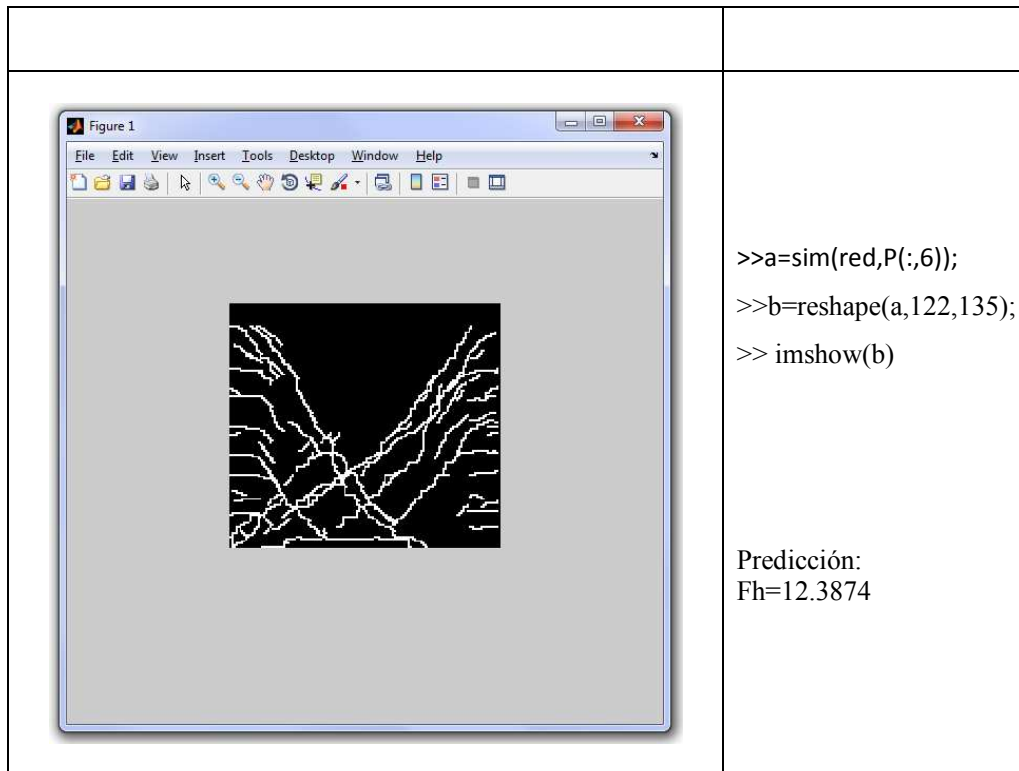 Figure 1
File Edit View Insert Tools Desktop Window Help
>>a=sim(red,P(:,6));
>>b=reshape(a,122,135);
>> imshow(b)
Predicción:
Fh=12.3874